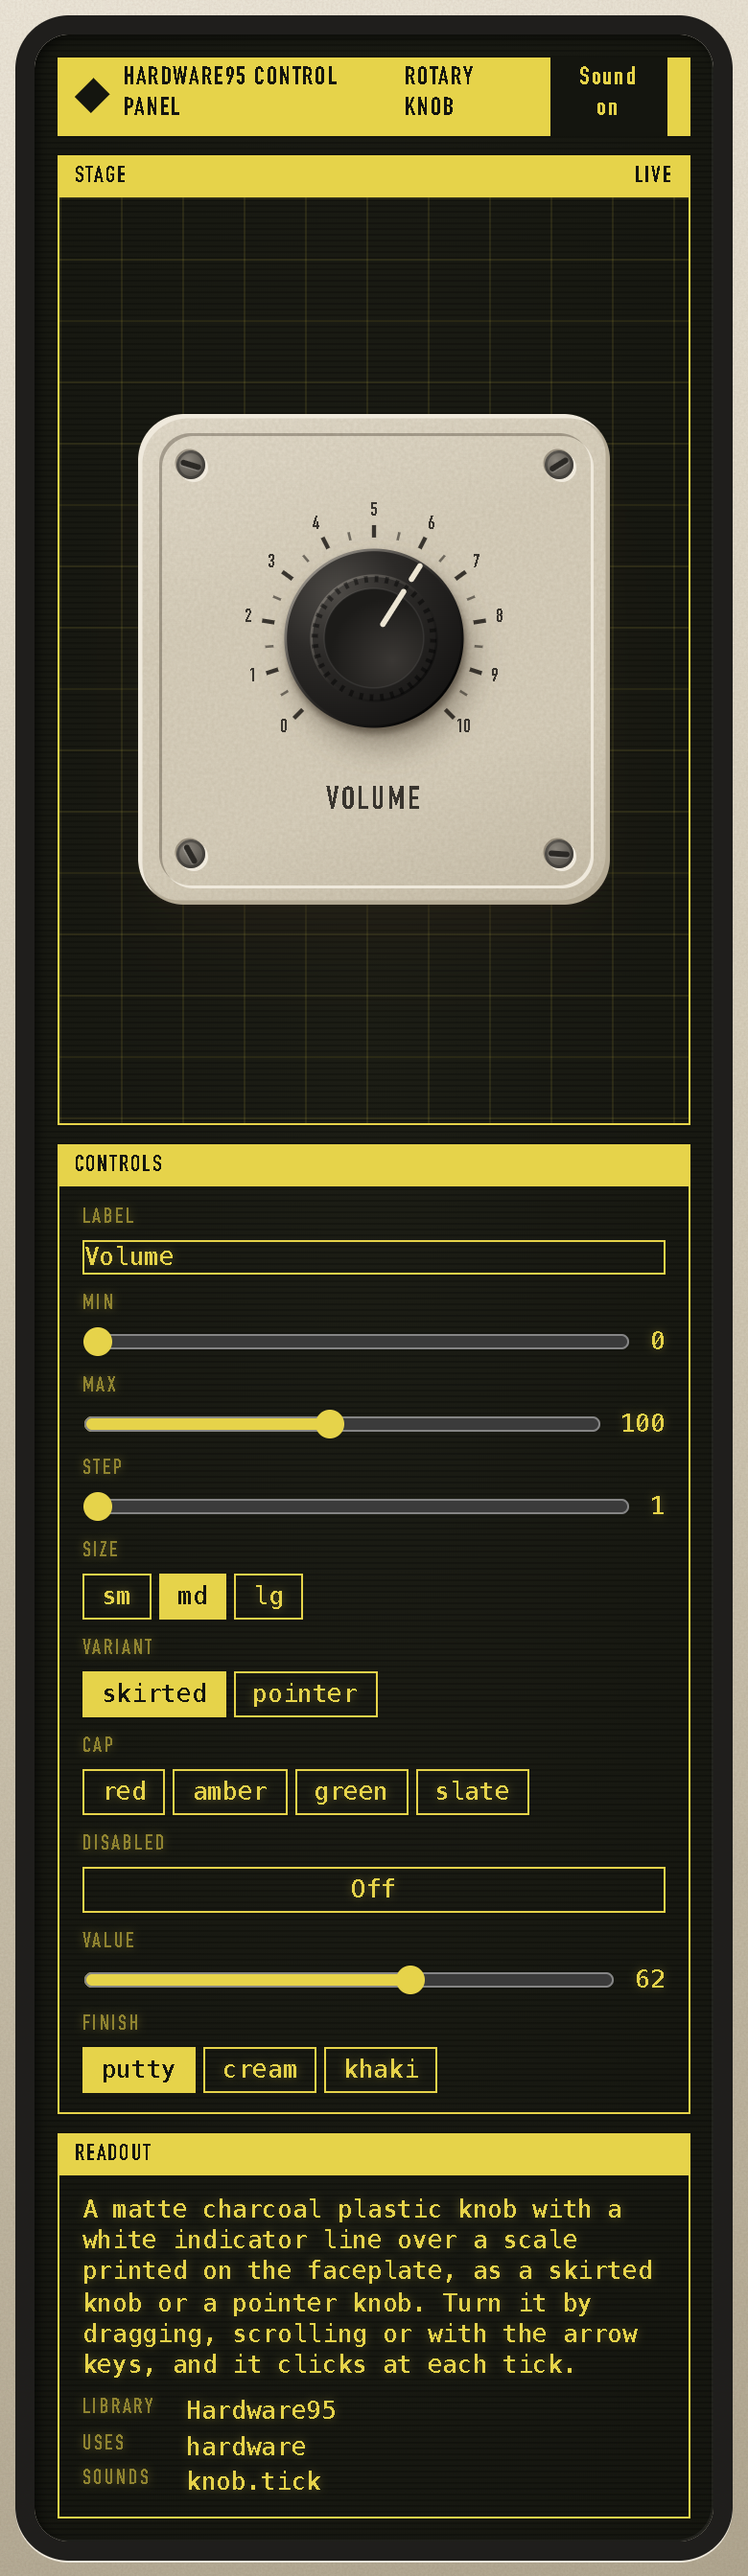 HARDWARE95 CONTROL PANEL
ROTARY KNOB
Sound on
STAGE
LIVE
0
1
2
3
4
5
6
7
8
9
10
VOLUME
CONTROLS
LABEL
Volume
MIN
0
MAX
100
STEP
1
SIZE
sm md lg
VARIANT
skirted pointer
CAP
red amber green slate
DISABLED
Off
VALUE
62
FINISH
putty cream khaki
READOUT
A matte charcoal plastic knob with a
white indicator line over a scale
printed on the faceplate, as a skirted
knob or a pointer knob. Turn it by
dragging, scrolling or with the arrow
keys, and it clicks at each tick.
LIBRARY Hardware95
USES hardware
SOUNDS knob.tick